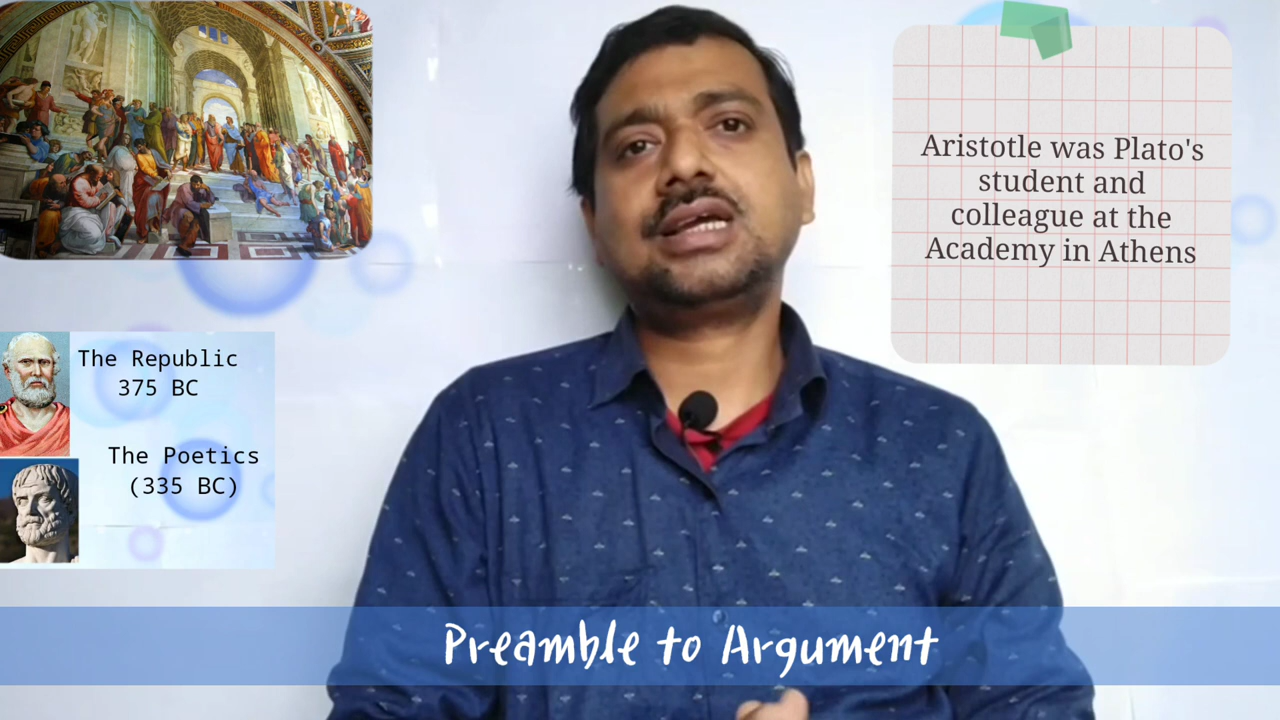 Aristotle was Plato's
student and
colleague at the
Academy in Athens
The Republic
375 BC
The Poetics
(335 BC)
Preamble to Argument